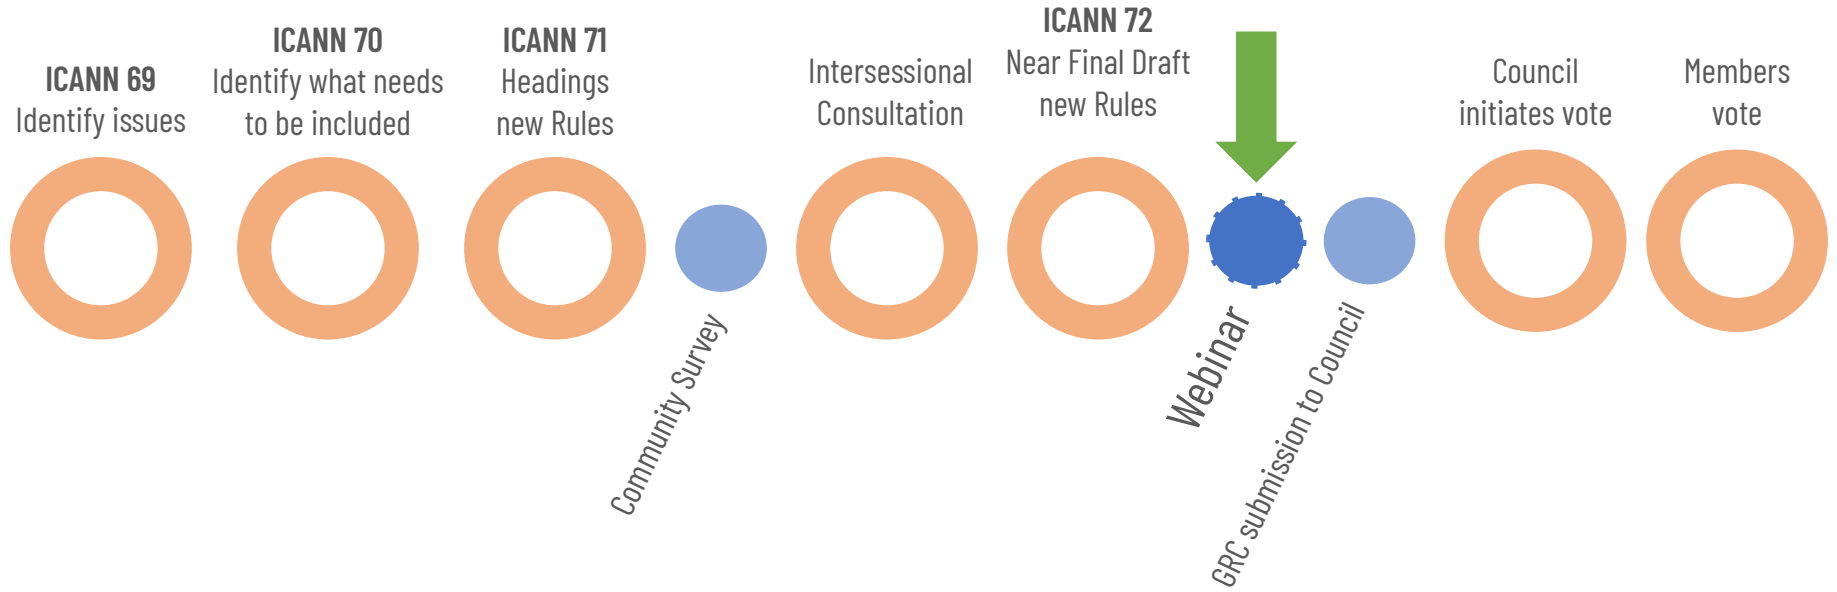 ICANN 69
Identify issues
ICANN 70
Identify what needs
to be included
ICANN 71
Headings
new Rules
Community Survey
Intersessional
Consultation
ICANN 72
Near Final Draft
new Rules
Webinar
GRC submission to Council
Council
initiates vote
Members
vote